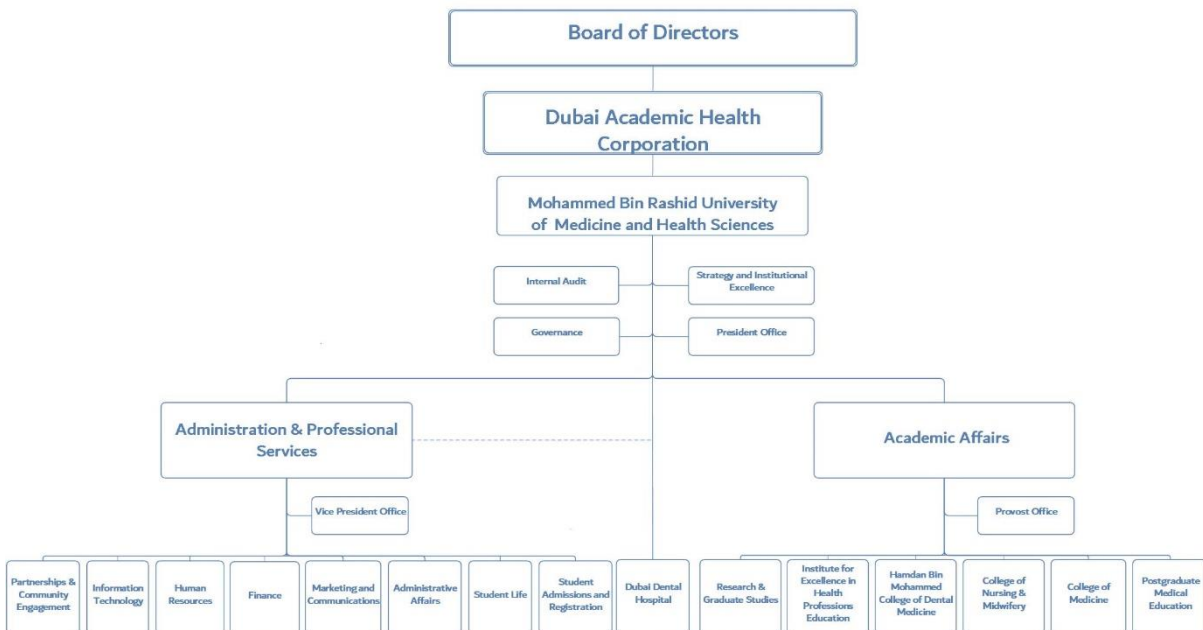 Board of Directors
Dubai Academic Health
Corporation
Mohammed Bin Rashid University
of Medicine and Health Sciences
Internal Audit
Strategy and Institutional
Excellence
Governance
President Office
Administration & Professional
Services
Academic Affairs
Vice President Office
Provost Office
Partnerships &
Community
Engagement
Information
Technology
Human
Resources
Finance
Marketing and
Communications
Administrative
Affairs
Student Life
Student
Admissions and
Registration
Dubai Dental
Hospital
Research &
Graduate Studies
Institute for
Excellence in
Health
Professions
Education
Hamdan Bin
Mohammed
College of Dental
Medicine
College of
Nursing &
Midwifery
College of
Medicine
Postgraduate
Medical
Education